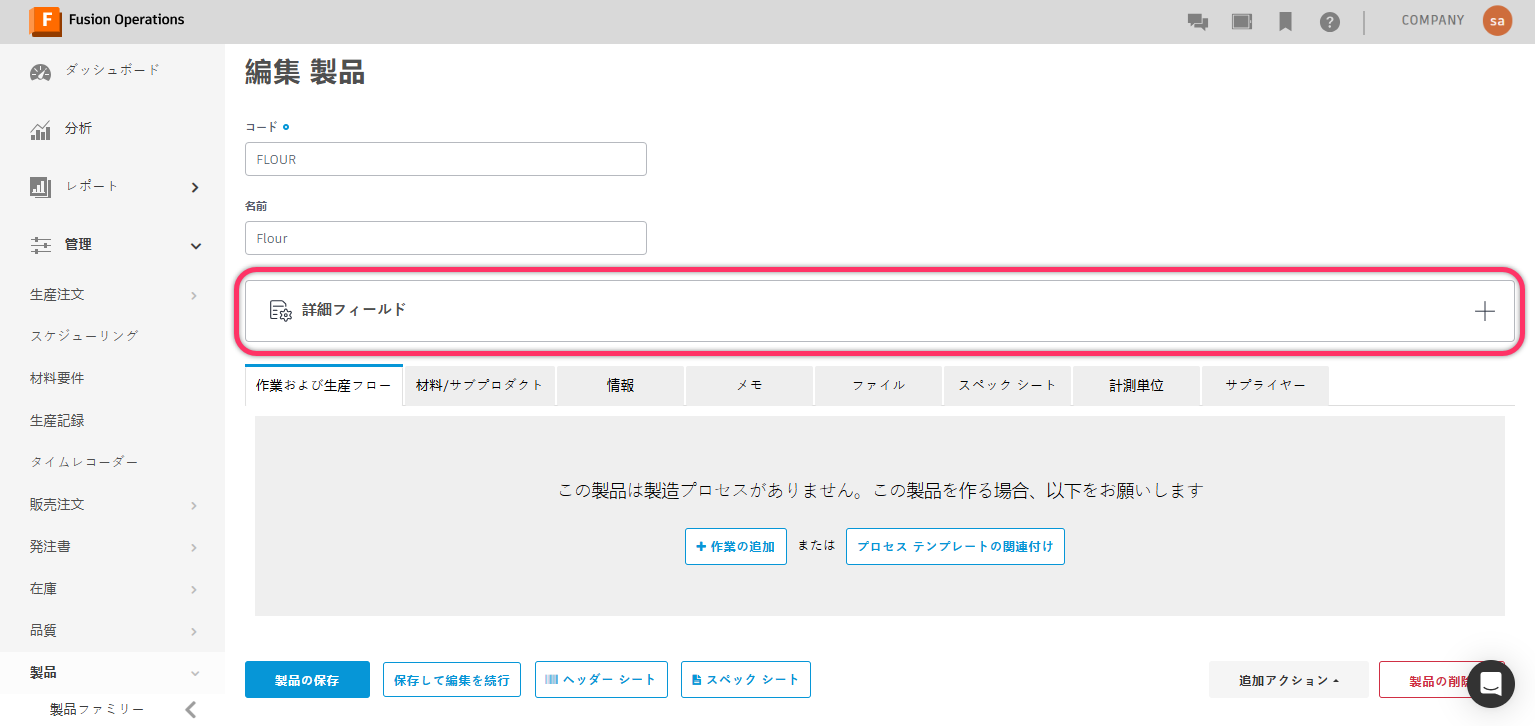 F Fusion Operations
? COMPANY sa
ダッシュボード
分析
レポート
管理
生産注文
スケジューリング
材料要件
生産記録
タイムレコーダー
販売注文
発注書
在庫
品質
製品
製品ファミリー
編集 製品
コード
FLOUR
名前
Flour
詳細フィールド
作業および生産フロー 材料/サブプロダクト 情報 メモ ファイル スペック シート 計測単位 サプライヤー
この製品は製造プロセスがありません。この製品を作る場合、以下をお願いします
+ 作業の追加 または プロセス テンプレートの関連付け
製品の保存 保存して編集を続行 ヘッダー シート スペック シート 追加アクション 製品の削除